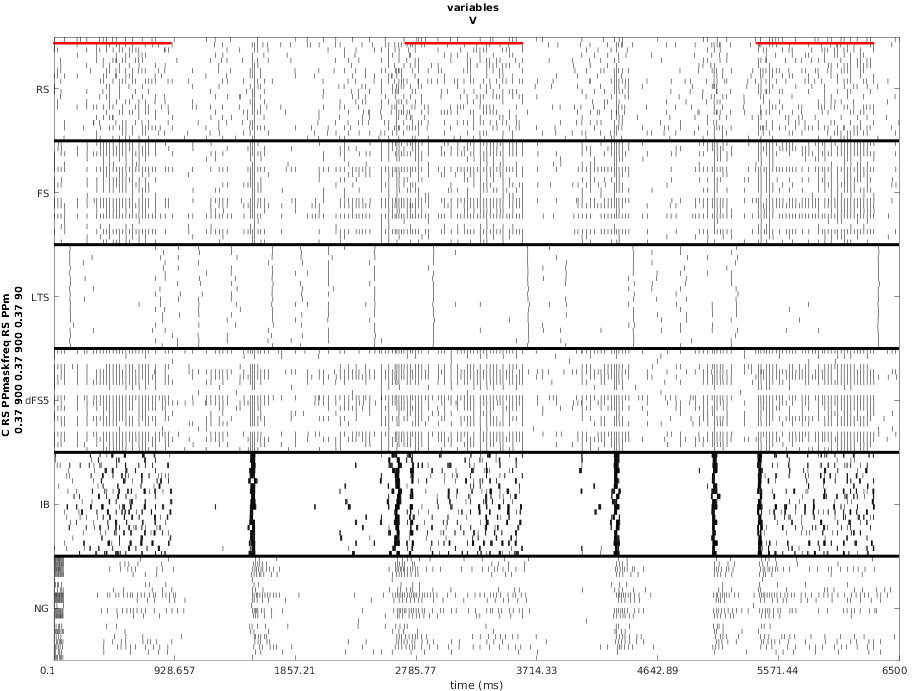 variables
V
C RS PPmaskfreq RS PPm
0.37 900 0.37 900 0.37 90
RS
FS
LTS
dFS5
IB
NG
0.1 928.657 1857.21 2785.77 3714.33 4642.89 5571.44 6500
time (ms)